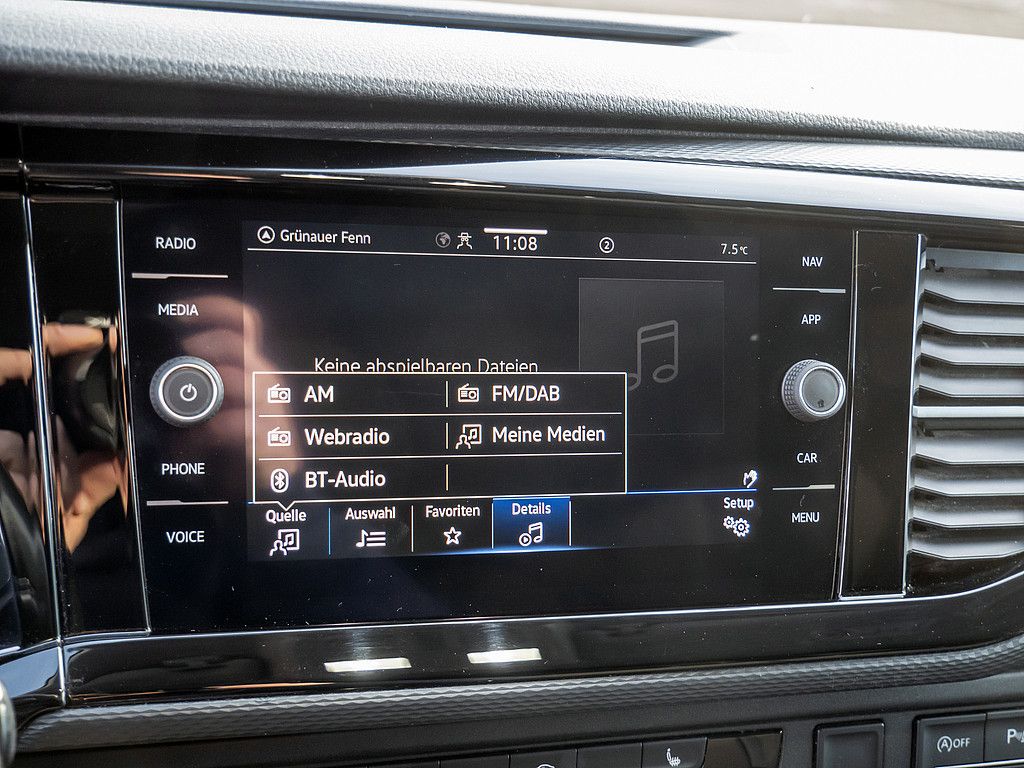 RADIO
MEDIA
PHONE
VOICE
Grünauer Fenn
11:08
2
7.5°C
Keine abspielbaren Dateien
AM
FM/DAB
Webradio
Meine Medien
BT-Audio
Quelle
Auswahl
Favoriten
Details
Setup
NAV
APP
CAR
MENU
A OFF
P